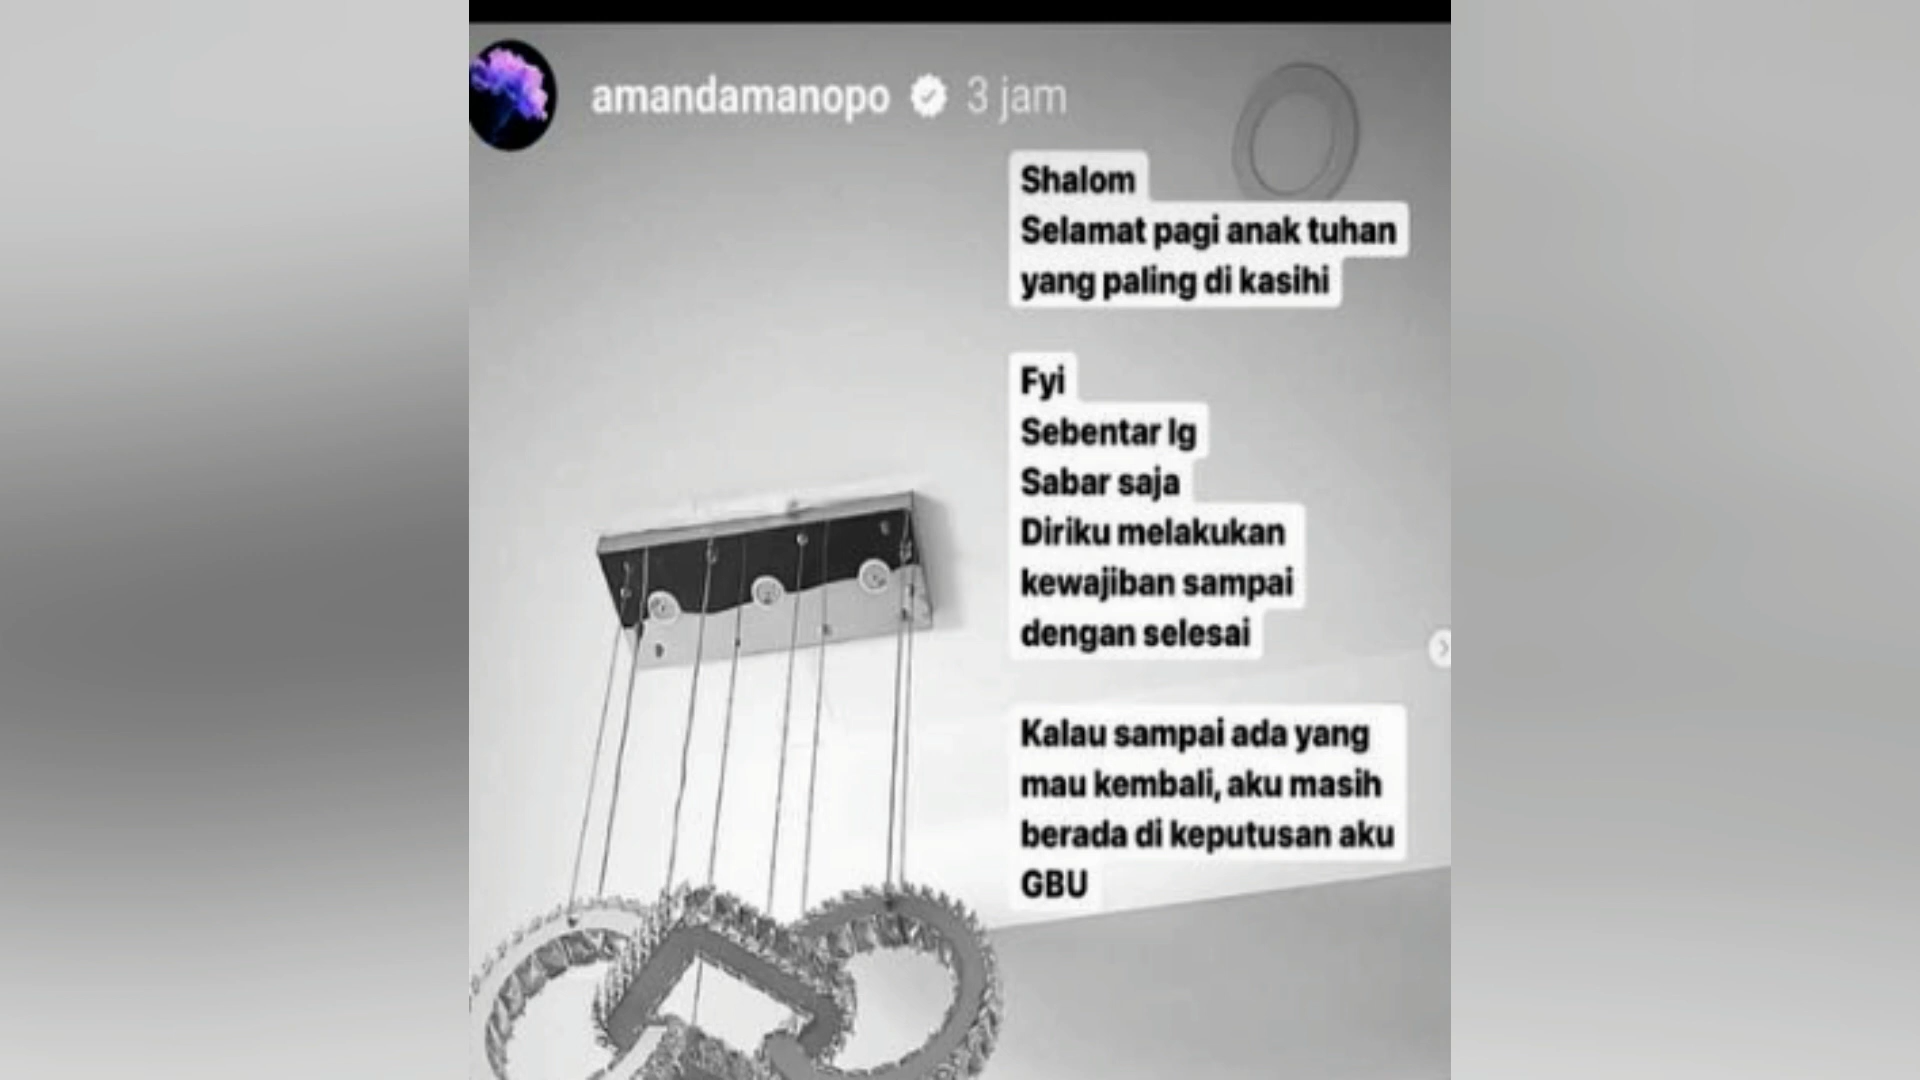 amandamanopo 3 jam
Shalom
Selamat pagi anak tuhan
yang paling di kasihi
Fyi
Sebentar lg
Sabar saja
Diriku melakukan
kewajiban sampai
dengan selesai
Kalau sampai ada yang
mau kembali, aku masih
berada di keputusan aku
GBU